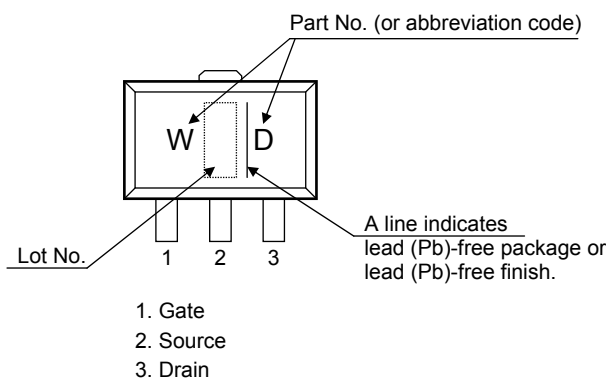 Part No. (or abbreviation code)
W D
Lot No.
1 2 3
A line indicates
lead (Pb)-free package or
lead (Pb)-free finish.
1. Gate
2. Source
3. Drain